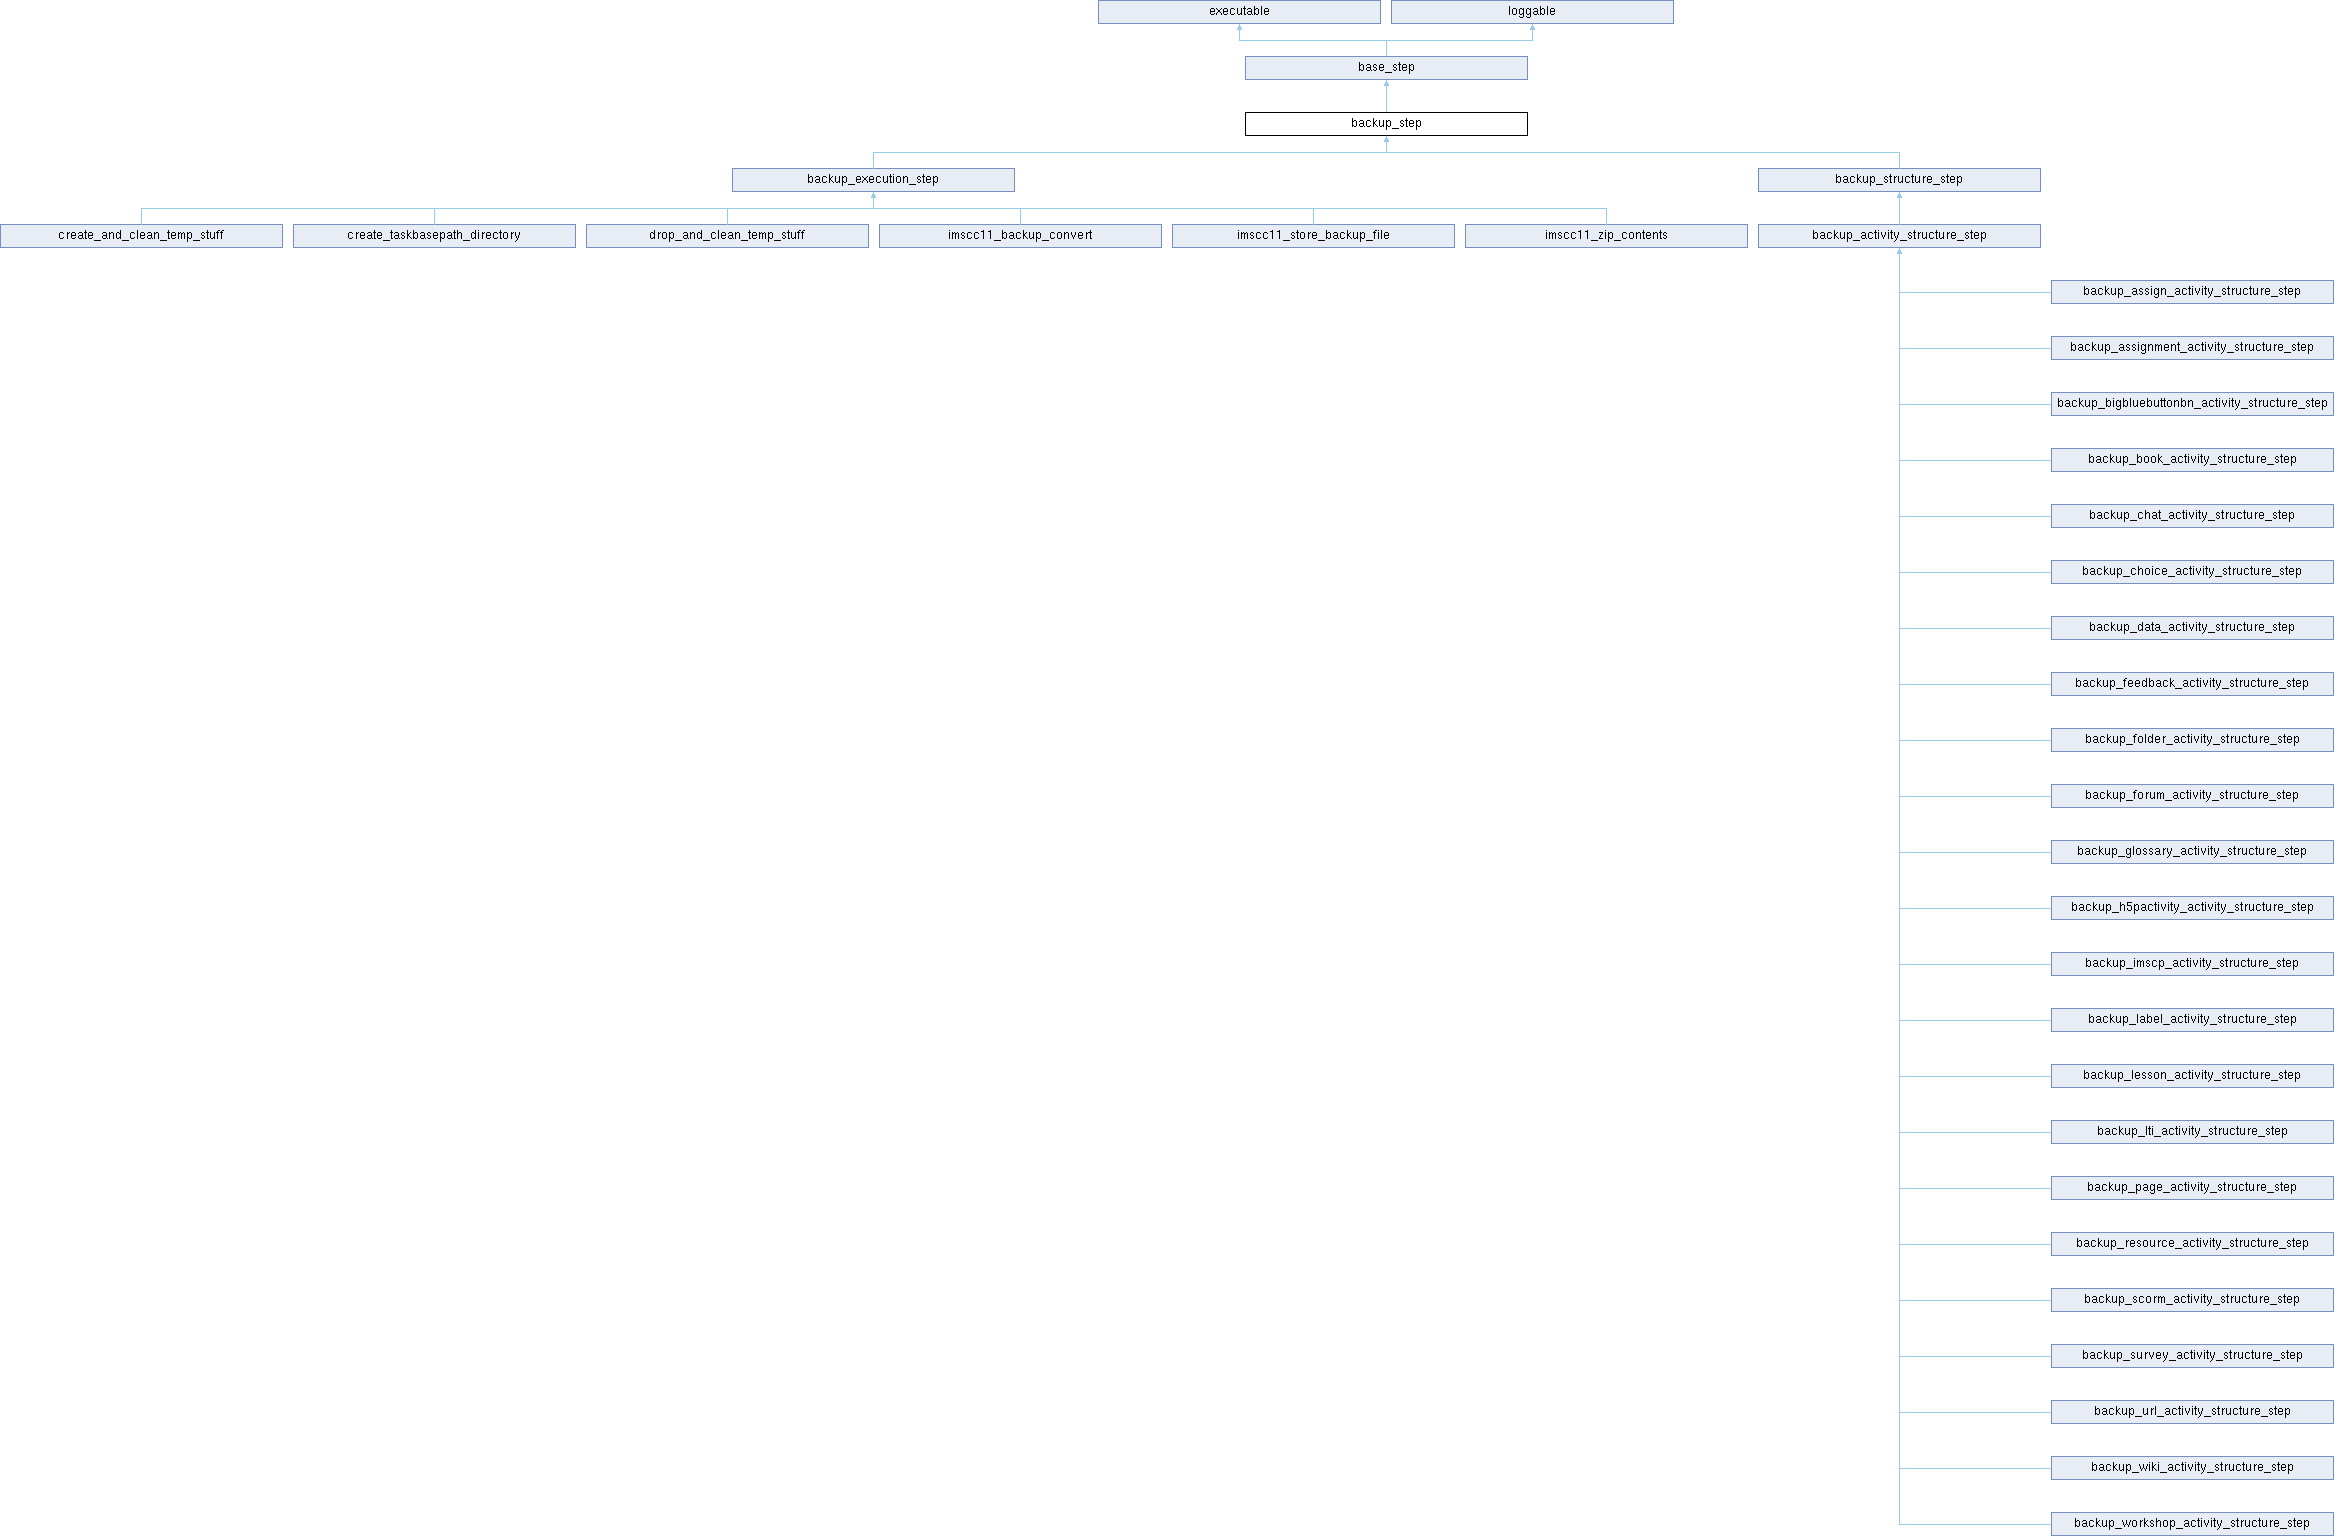 executable
loggable
base_step
backup_step
backup_execution_step
backup_structure_step
create_and_clean_temp_stuff
create_taskbasepath_directory
drop_and_clean_temp_stuff
imscc11_backup_convert
imscc11_store_backup_file
imscc11_zip_contents
backup_activity_structure_step
backup_assign_activity_structure_step
backup_assignment_activity_structure_step
backup_bigbluebuttonbn_activity_structure_step
backup_book_activity_structure_step
backup_chat_activity_structure_step
backup_choice_activity_structure_step
backup_data_activity_structure_step
backup_feedback_activity_structure_step
backup_folder_activity_structure_step
backup_forum_activity_structure_step
backup_glossary_activity_structure_step
backup_h5pactivity_activity_structure_step
backup_imscp_activity_structure_step
backup_label_activity_structure_step
backup_lesson_activity_structure_step
backup_lti_activity_structure_step
backup_page_activity_structure_step
backup_resource_activity_structure_step
backup_scorm_activity_structure_step
backup_survey_activity_structure_step
backup_url_activity_structure_step
backup_wiki_activity_structure_step
backup_workshop_activity_structure_step